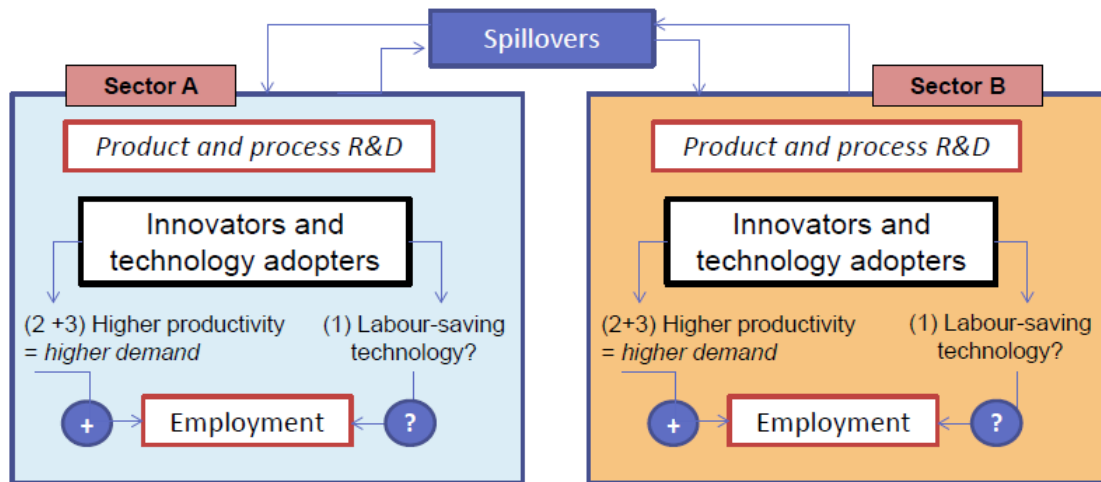 Spillovers
Sector A
Product and process R&D
Innovators and
technology adopters
(2 +3) Higher productivity
= higher demand
(1) Labour-saving
technology?
+
Employment
?
Sector B
Product and process R&D
Innovators and
technology adopters
(2+3) Higher productivity
= higher demand
(1) Labour-saving
technology?
+
Employment
?